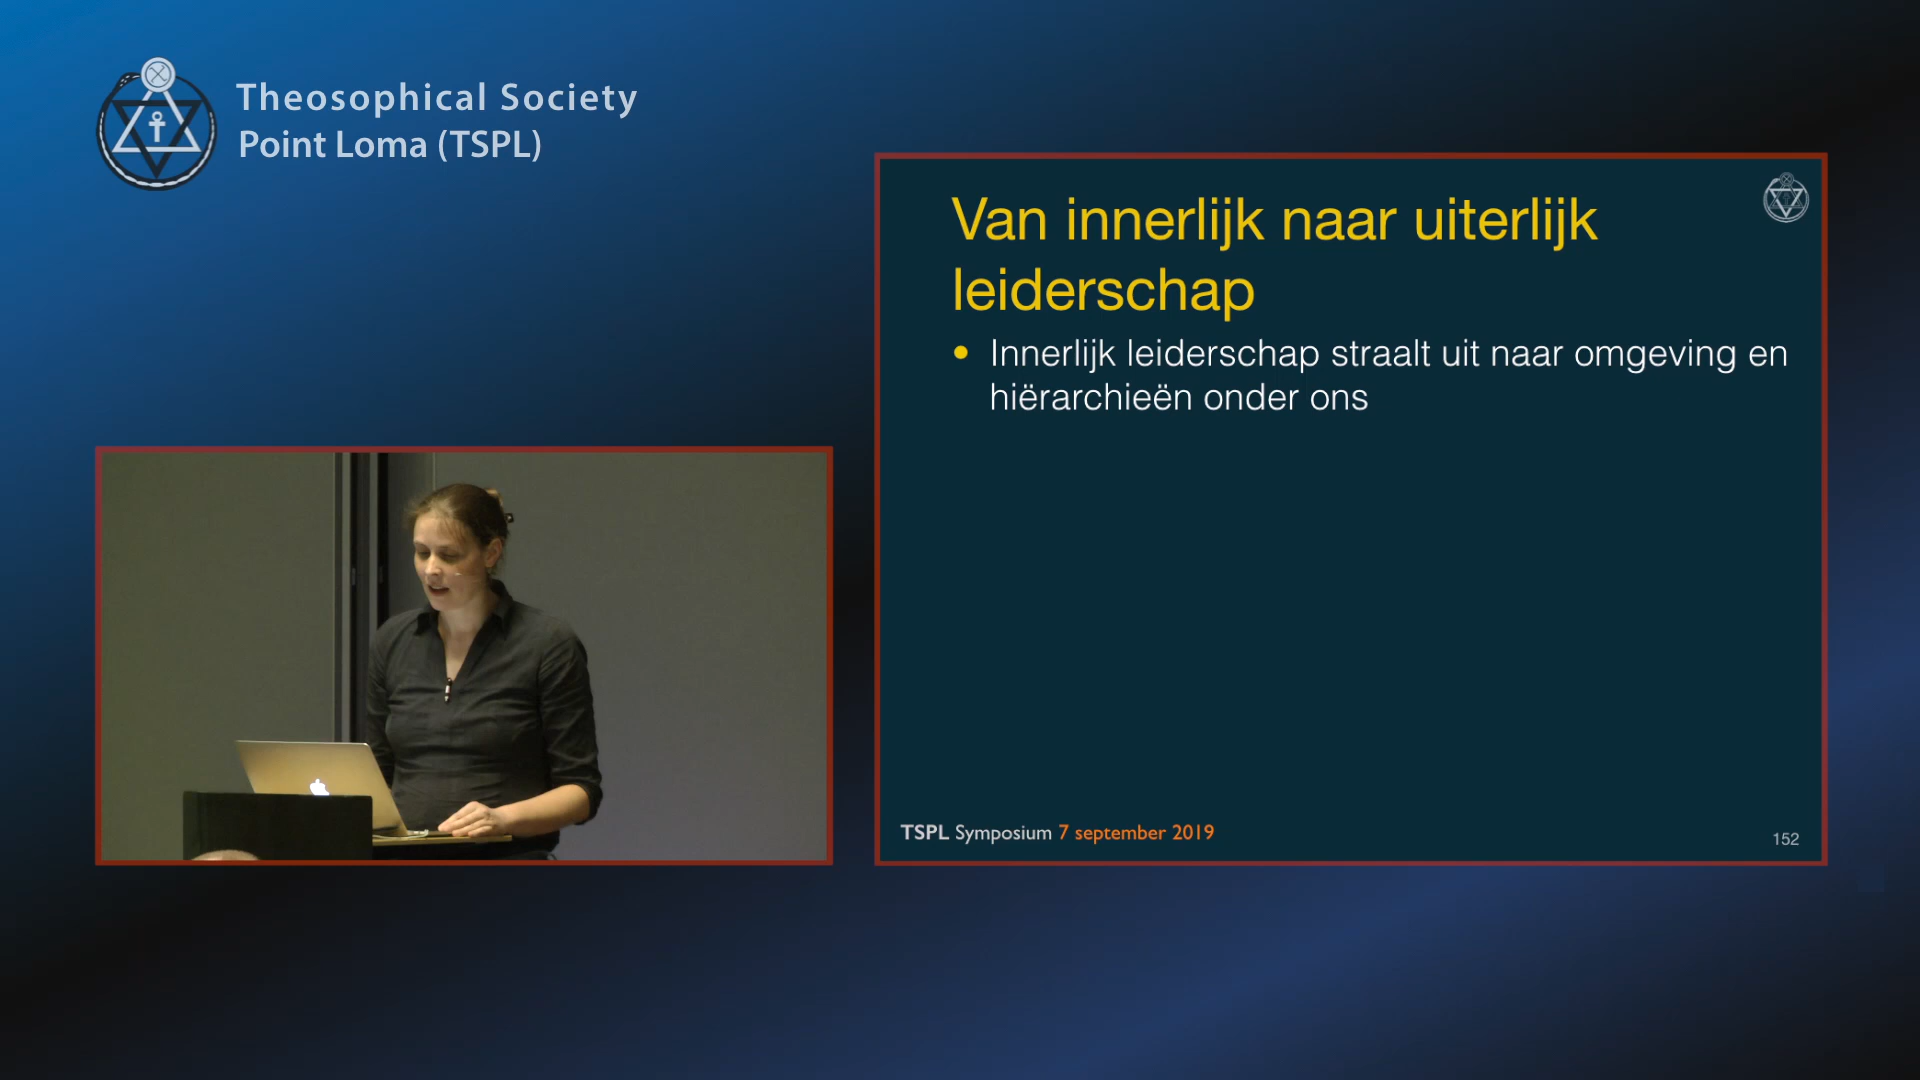 Theosophical Society
Point Loma (TSPL)
Van innerlijk naar uiterlijk
leiderschap
• Innerlijk leiderschap straalt uit naar omgeving en
hiërarchieën onder ons
TSPL Symposium 7 september 2019
152